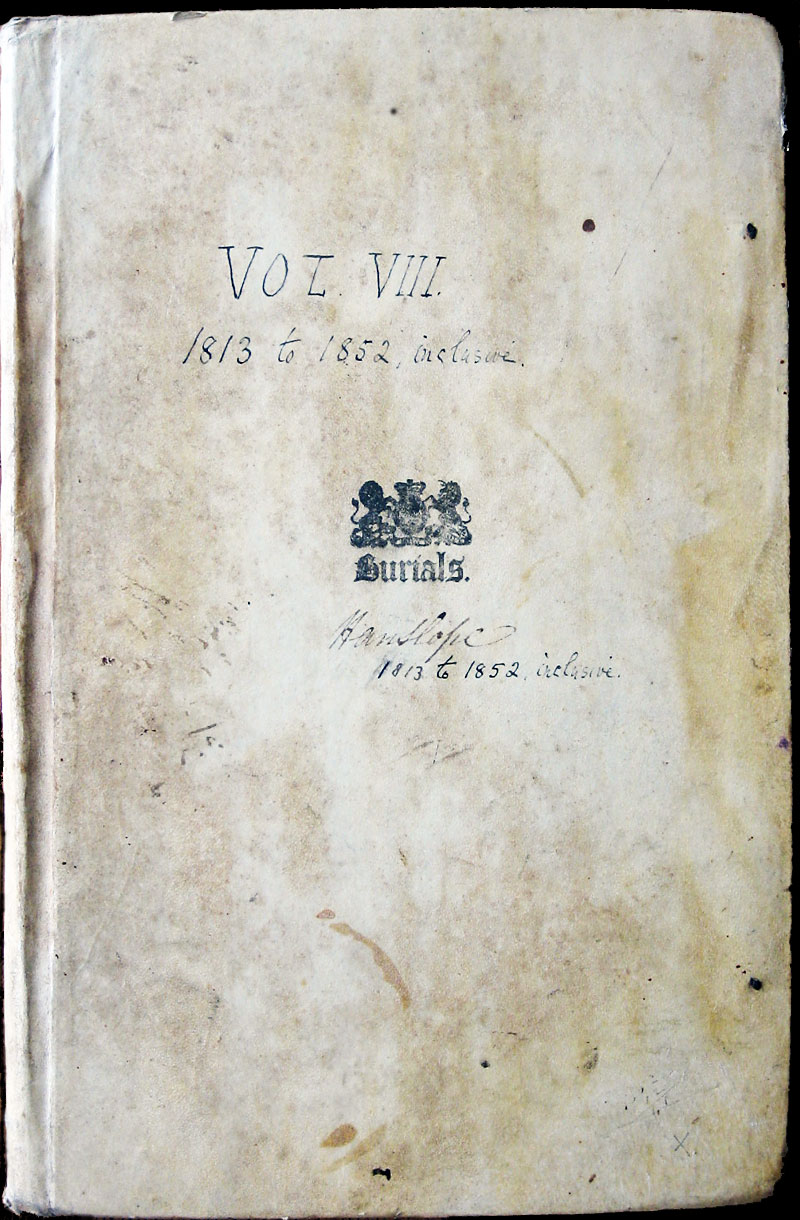 VOL. VIII.
1813 to 1852, inclusive.
Burials.
Hanslope
1813 to 1852, inclusive.
X